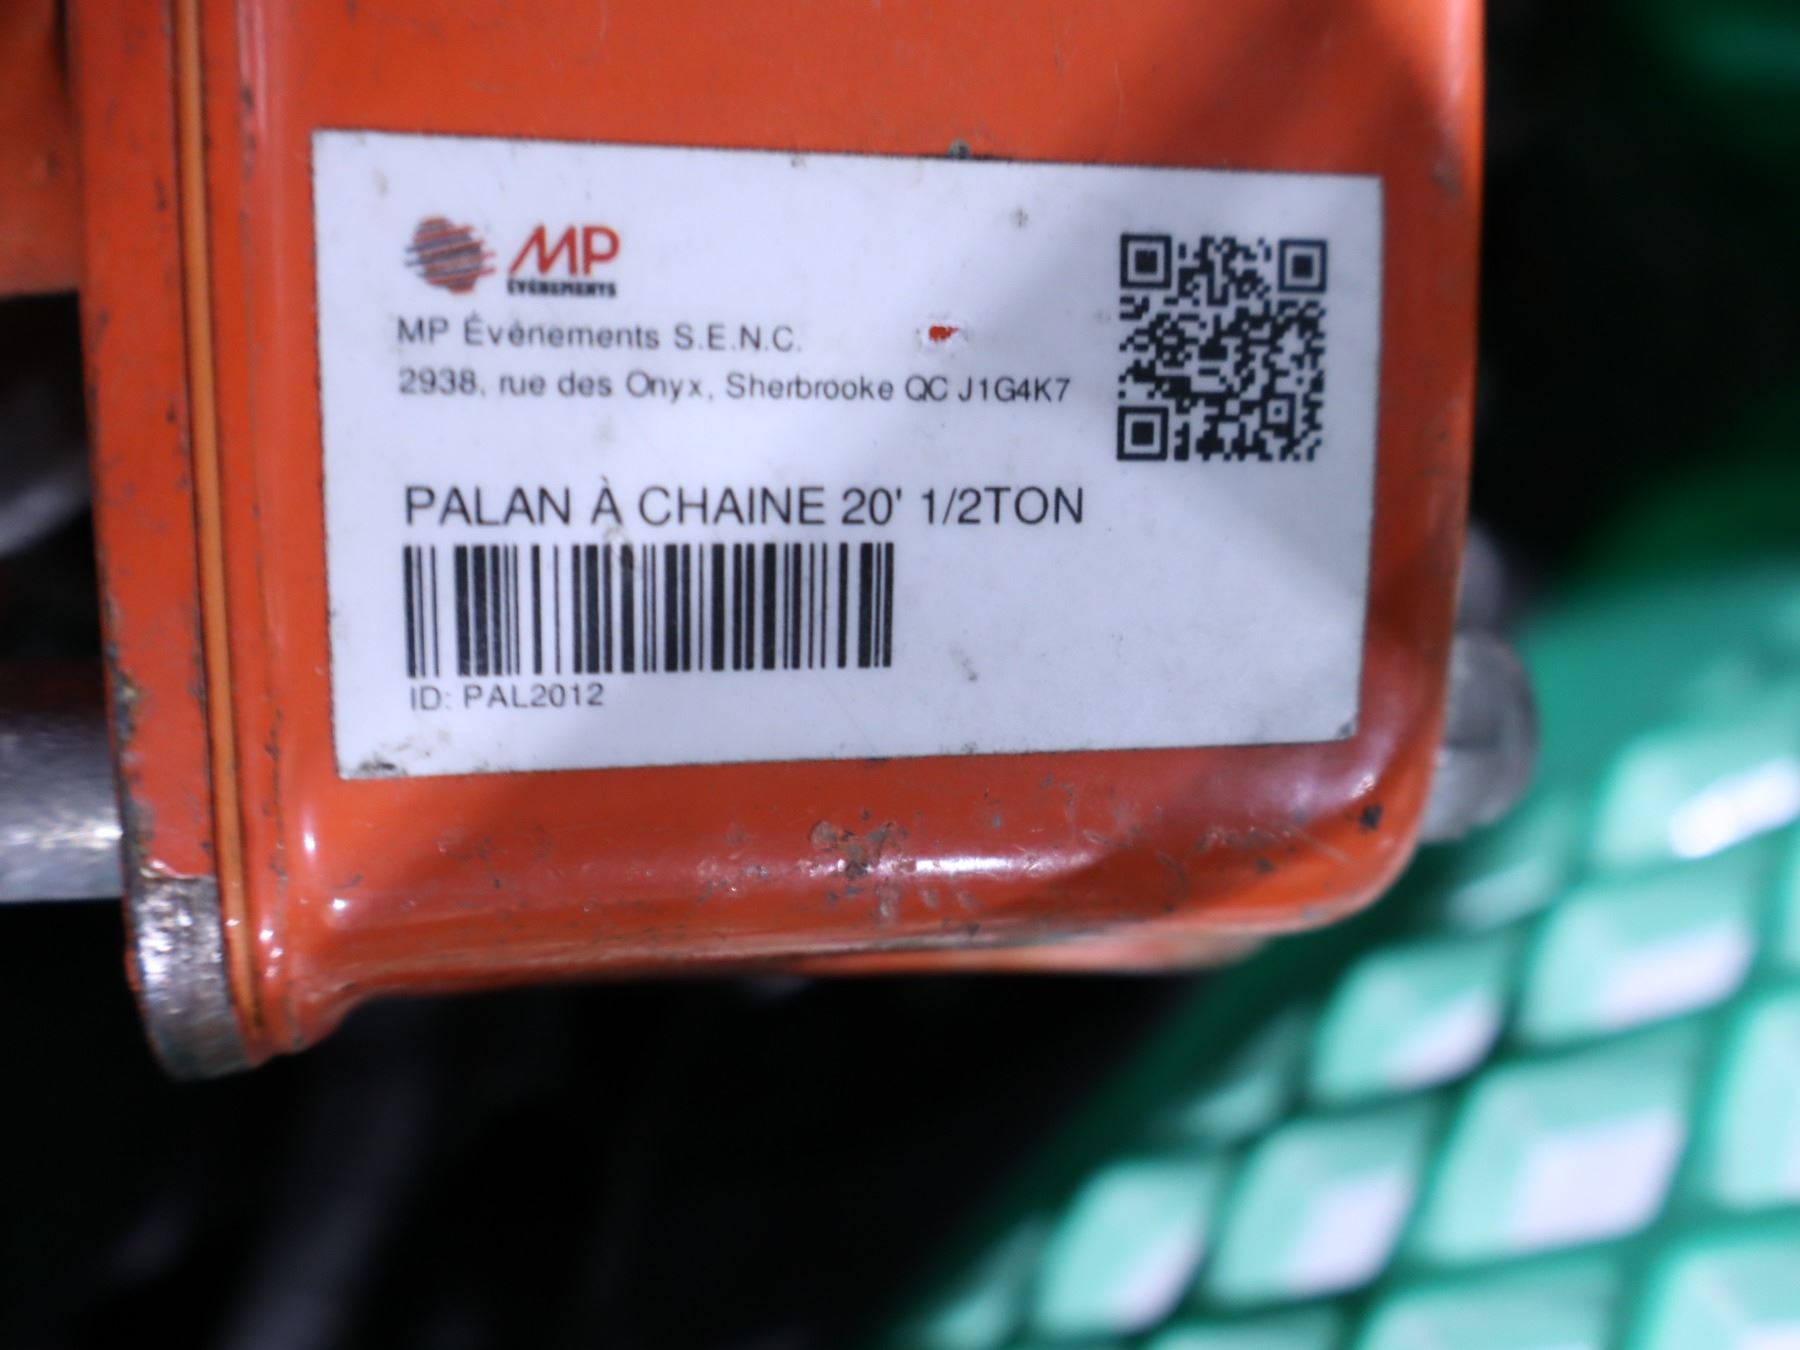 MP
ÉVÉNEMENTS
MP Événements S.E.N.C.
2938, rue des Onyx, Sherbrooke QC J1G4K7
PALAN À CHAINE 20' 1/2TON
ID: PAL2012